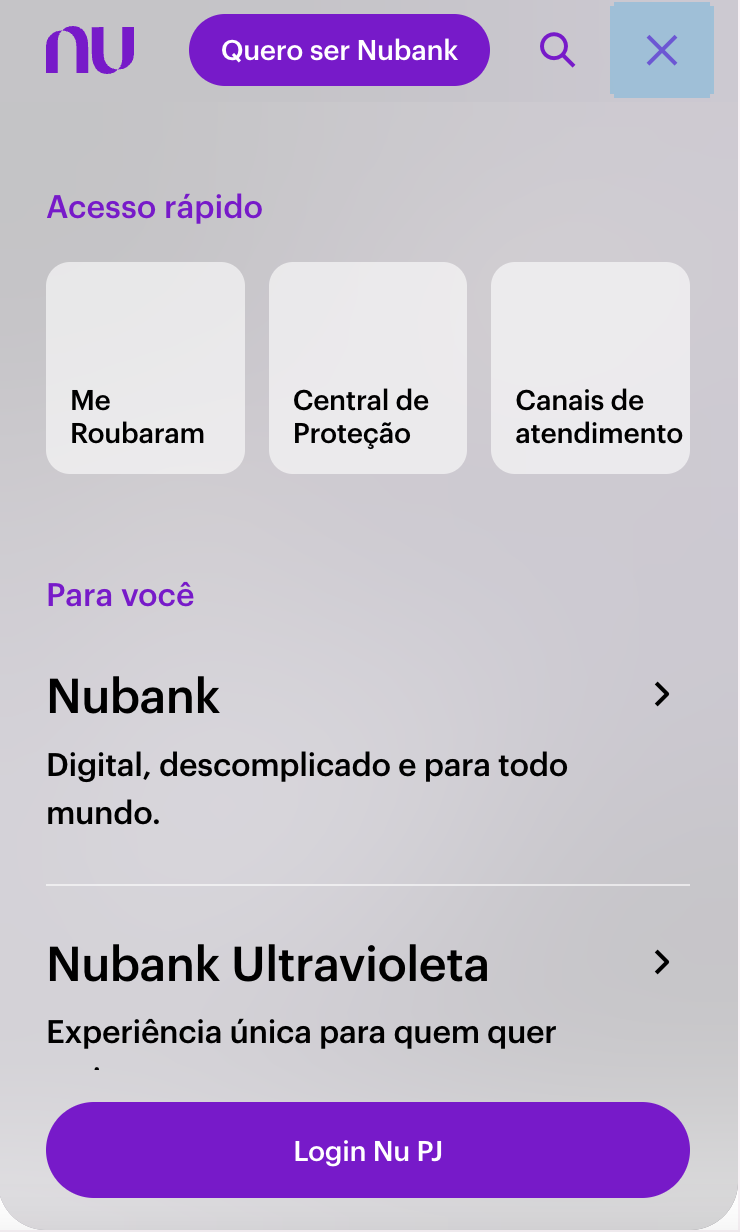 nu
Quero ser Nubank
Acesso rápido
Me
Roubaram
Central de
Proteção
Canais de
atendimento
Para você
Nubank
Digital, descomplicado e para todo
mundo.
Nubank Ultravioleta
Experiência única para quem quer
Login Nu PJ